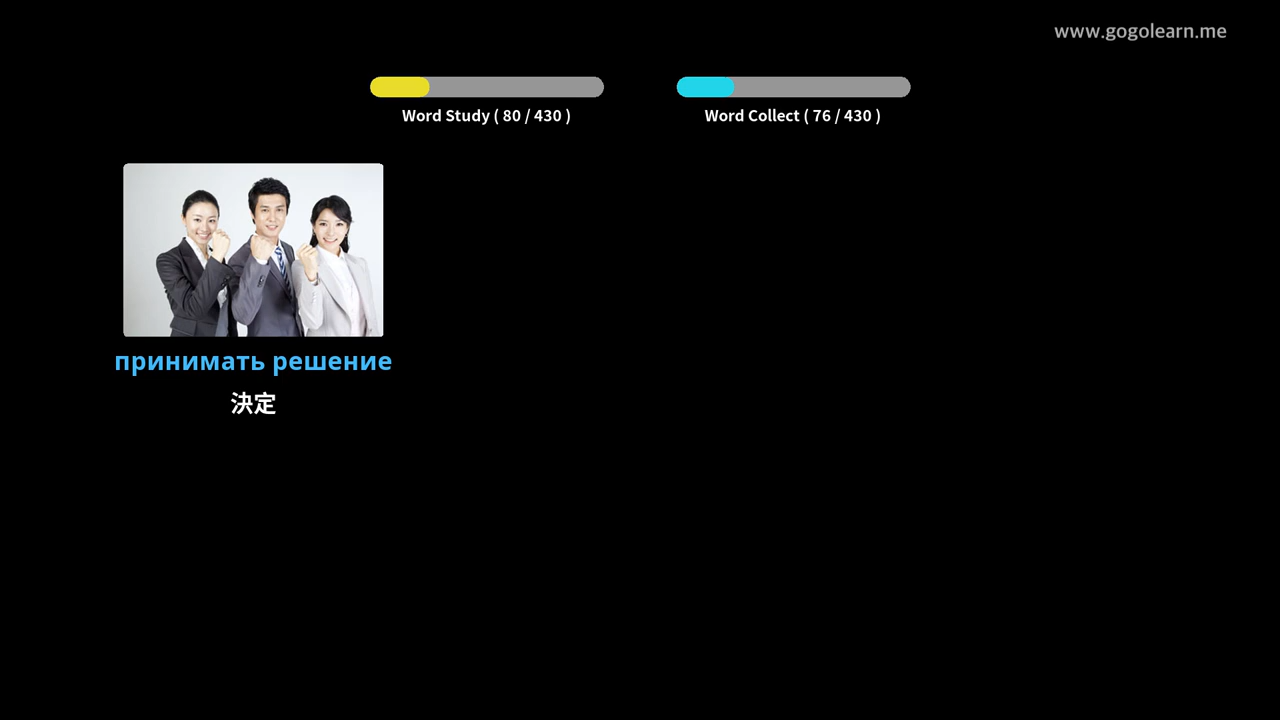 www.gogolearn.me
Word Study ( 80 / 430 )
Word Collect ( 76 / 430 )
принимать решение
決定